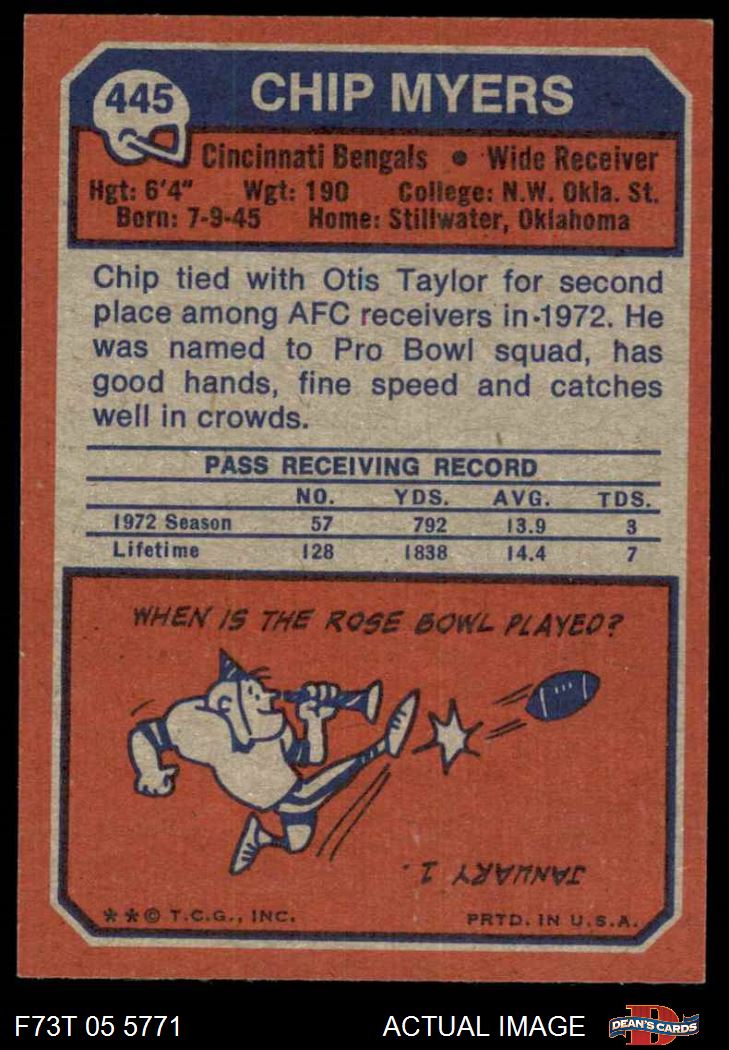 445
CHIP MYERS
Cincinnati Bengals • Wide Receiver
Hgt: 6'4" Wgt: 190 College: N.W. Okla. St.
Born: 7-9-45 Home: Stillwater, Oklahoma
Chip tied with Otis Taylor for second
place among AFC receivers in 1972. He
was named to Pro Bowl squad, has
good hands, fine speed and catches
well in crowds.
PASS RECEIVING RECORD
NO. YDS. AVG. TDS.
1972 Season 57 792 13.9 3
Lifetime 128 1838 14.4 7
WHEN IS THE ROSE BOWL PLAYED?
JANUARY 1.
**© T.C.G., INC. PRTD. IN U.S.A.
F73T 05 5771 ACTUAL IMAGE D DEAN'S CARDS